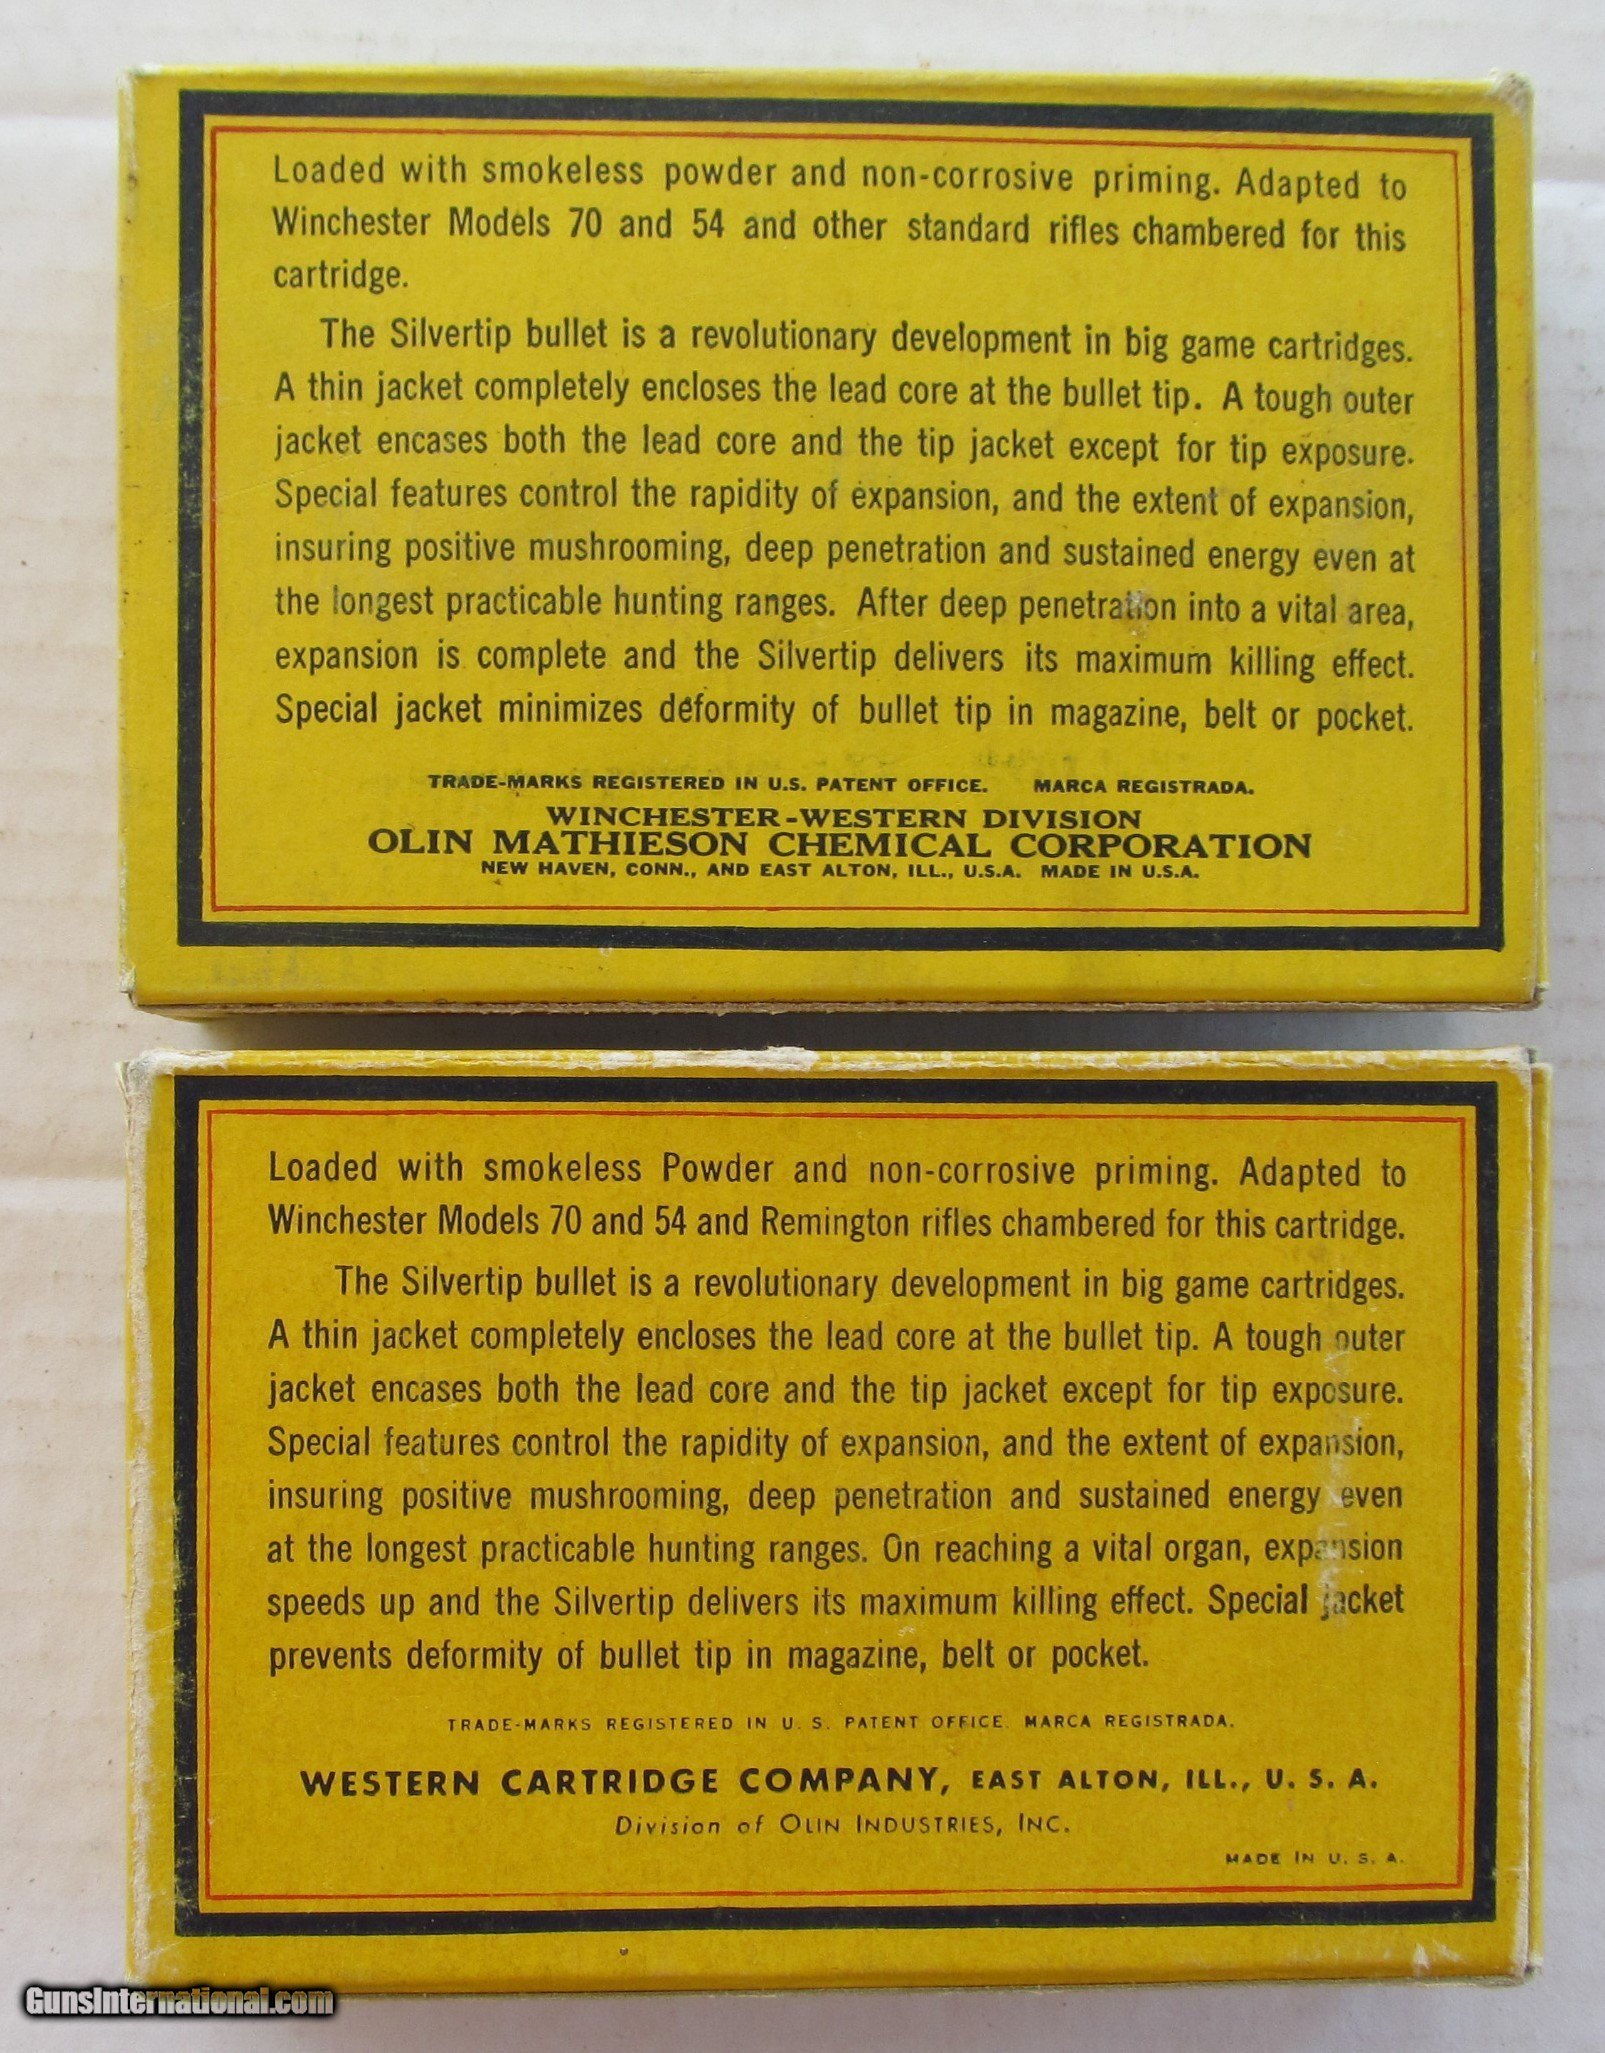 Loaded with smokeless powder and non-corrosive priming. Adapted to
Winchester Models 70 and 54 and other standard rifles chambered for this
cartridge.
The Silvertip bullet is a revolutionary development in big game cartridges.
A thin jacket completely encloses the lead core at the bullet tip. A tough outer
jacket encases both the lead core and the tip jacket except for tip exposure.
Special features control the rapidity of expansion, and the extent of expansion,
insuring positive mushrooming, deep penetration and sustained energy even at
the longest practicable hunting ranges. After deep penetration into a vital area,
expansion is complete and the Silvertip delivers its maximum killing effect.
Special jacket minimizes deformity of bullet tip in magazine, belt or pocket.
TRADE-MARKS REGISTERED IN U.S. PATENT OFFICE. MARCA REGISTRADA.
WINCHESTER-WESTERN DIVISION
OLIN MATHIESON CHEMICAL CORPORATION
NEW HAVEN, CONN., AND EAST ALTON, ILL., U.S.A. MADE IN U.S.A.
Loaded with smokeless Powder and non-corrosive priming. Adapted to
Winchester Models 70 and 54 and Remington rifles chambered for this cartridge.
The Silvertip bullet is a revolutionary development in big game cartridges.
A thin jacket completely encloses the lead core at the bullet tip. A tough outer
jacket encases both the lead core and the tip jacket except for tip exposure.
Special features control the rapidity of expansion, and the extent of expansion,
insuring positive mushrooming, deep penetration and sustained energy even
at the longest practicable hunting ranges. On reaching a vital organ, expansion
speeds up and the Silvertip delivers its maximum killing effect. Special jacket
prevents deformity of bullet tip in magazine, belt or pocket.
TRADE-MARKS REGISTERED IN U. S. PATENT OFFICE. MARCA REGISTRADA.
WESTERN CARTRIDGE COMPANY, EAST ALTON, ILL., U. S. A.
Division of OLIN INDUSTRIES, INC.
MADE IN U. S. A.
GunsInternational.com